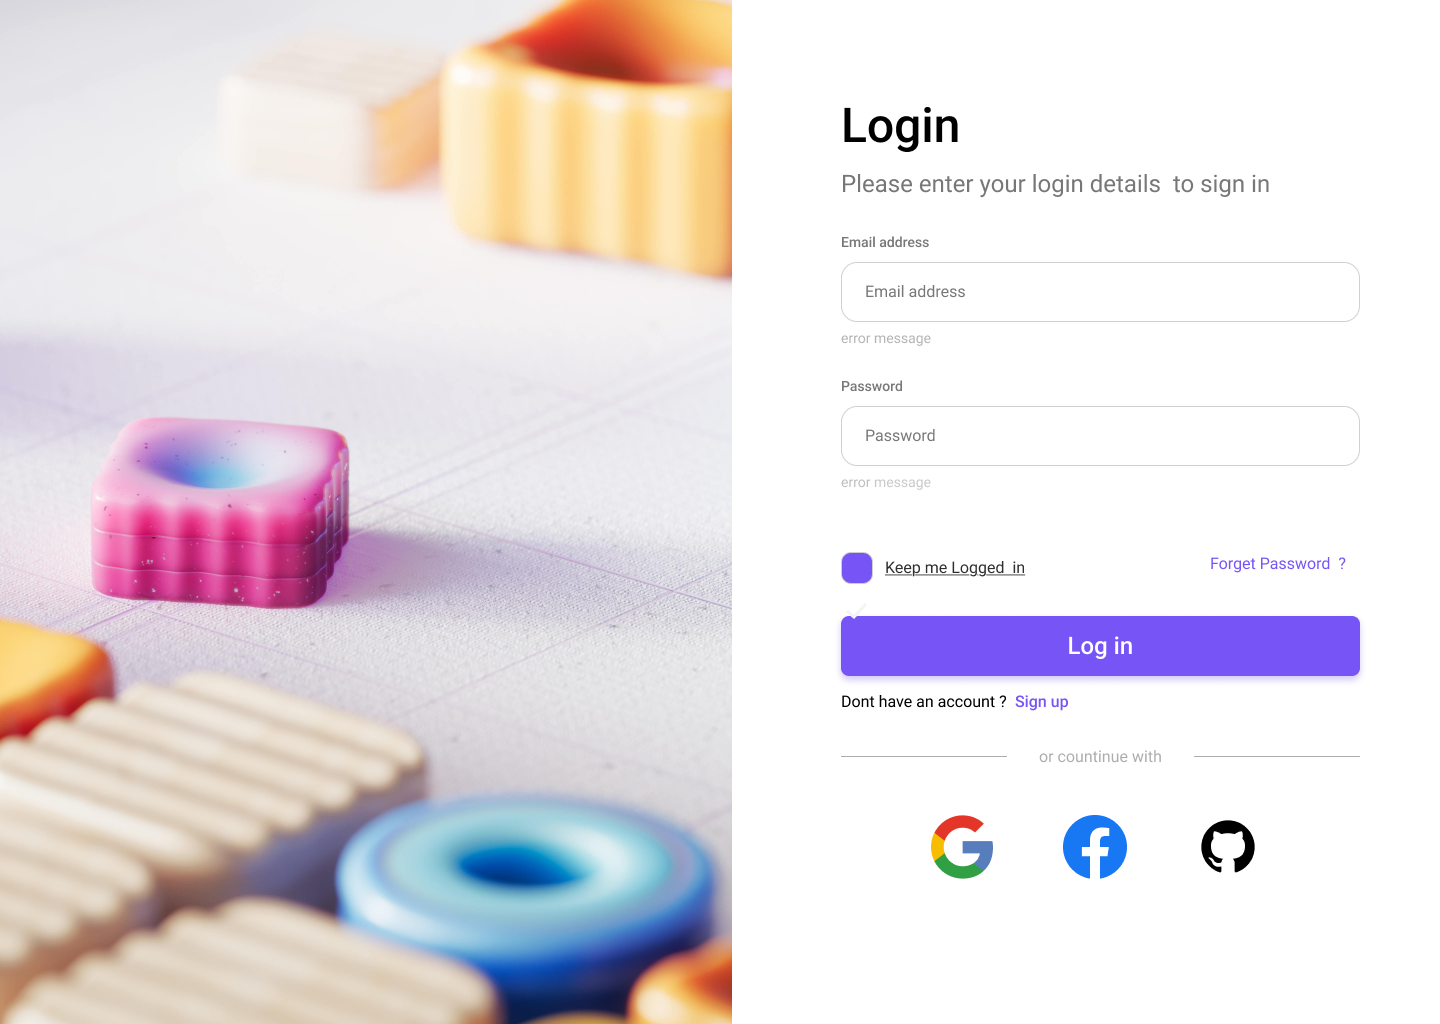 Login
Please enter your login details  to sign in
Email address
Email address
error message
Password
Password
error message
Keep me Logged  in
Forget Password  ?
Log in
Dont have an account ?  Sign up
or countinue with